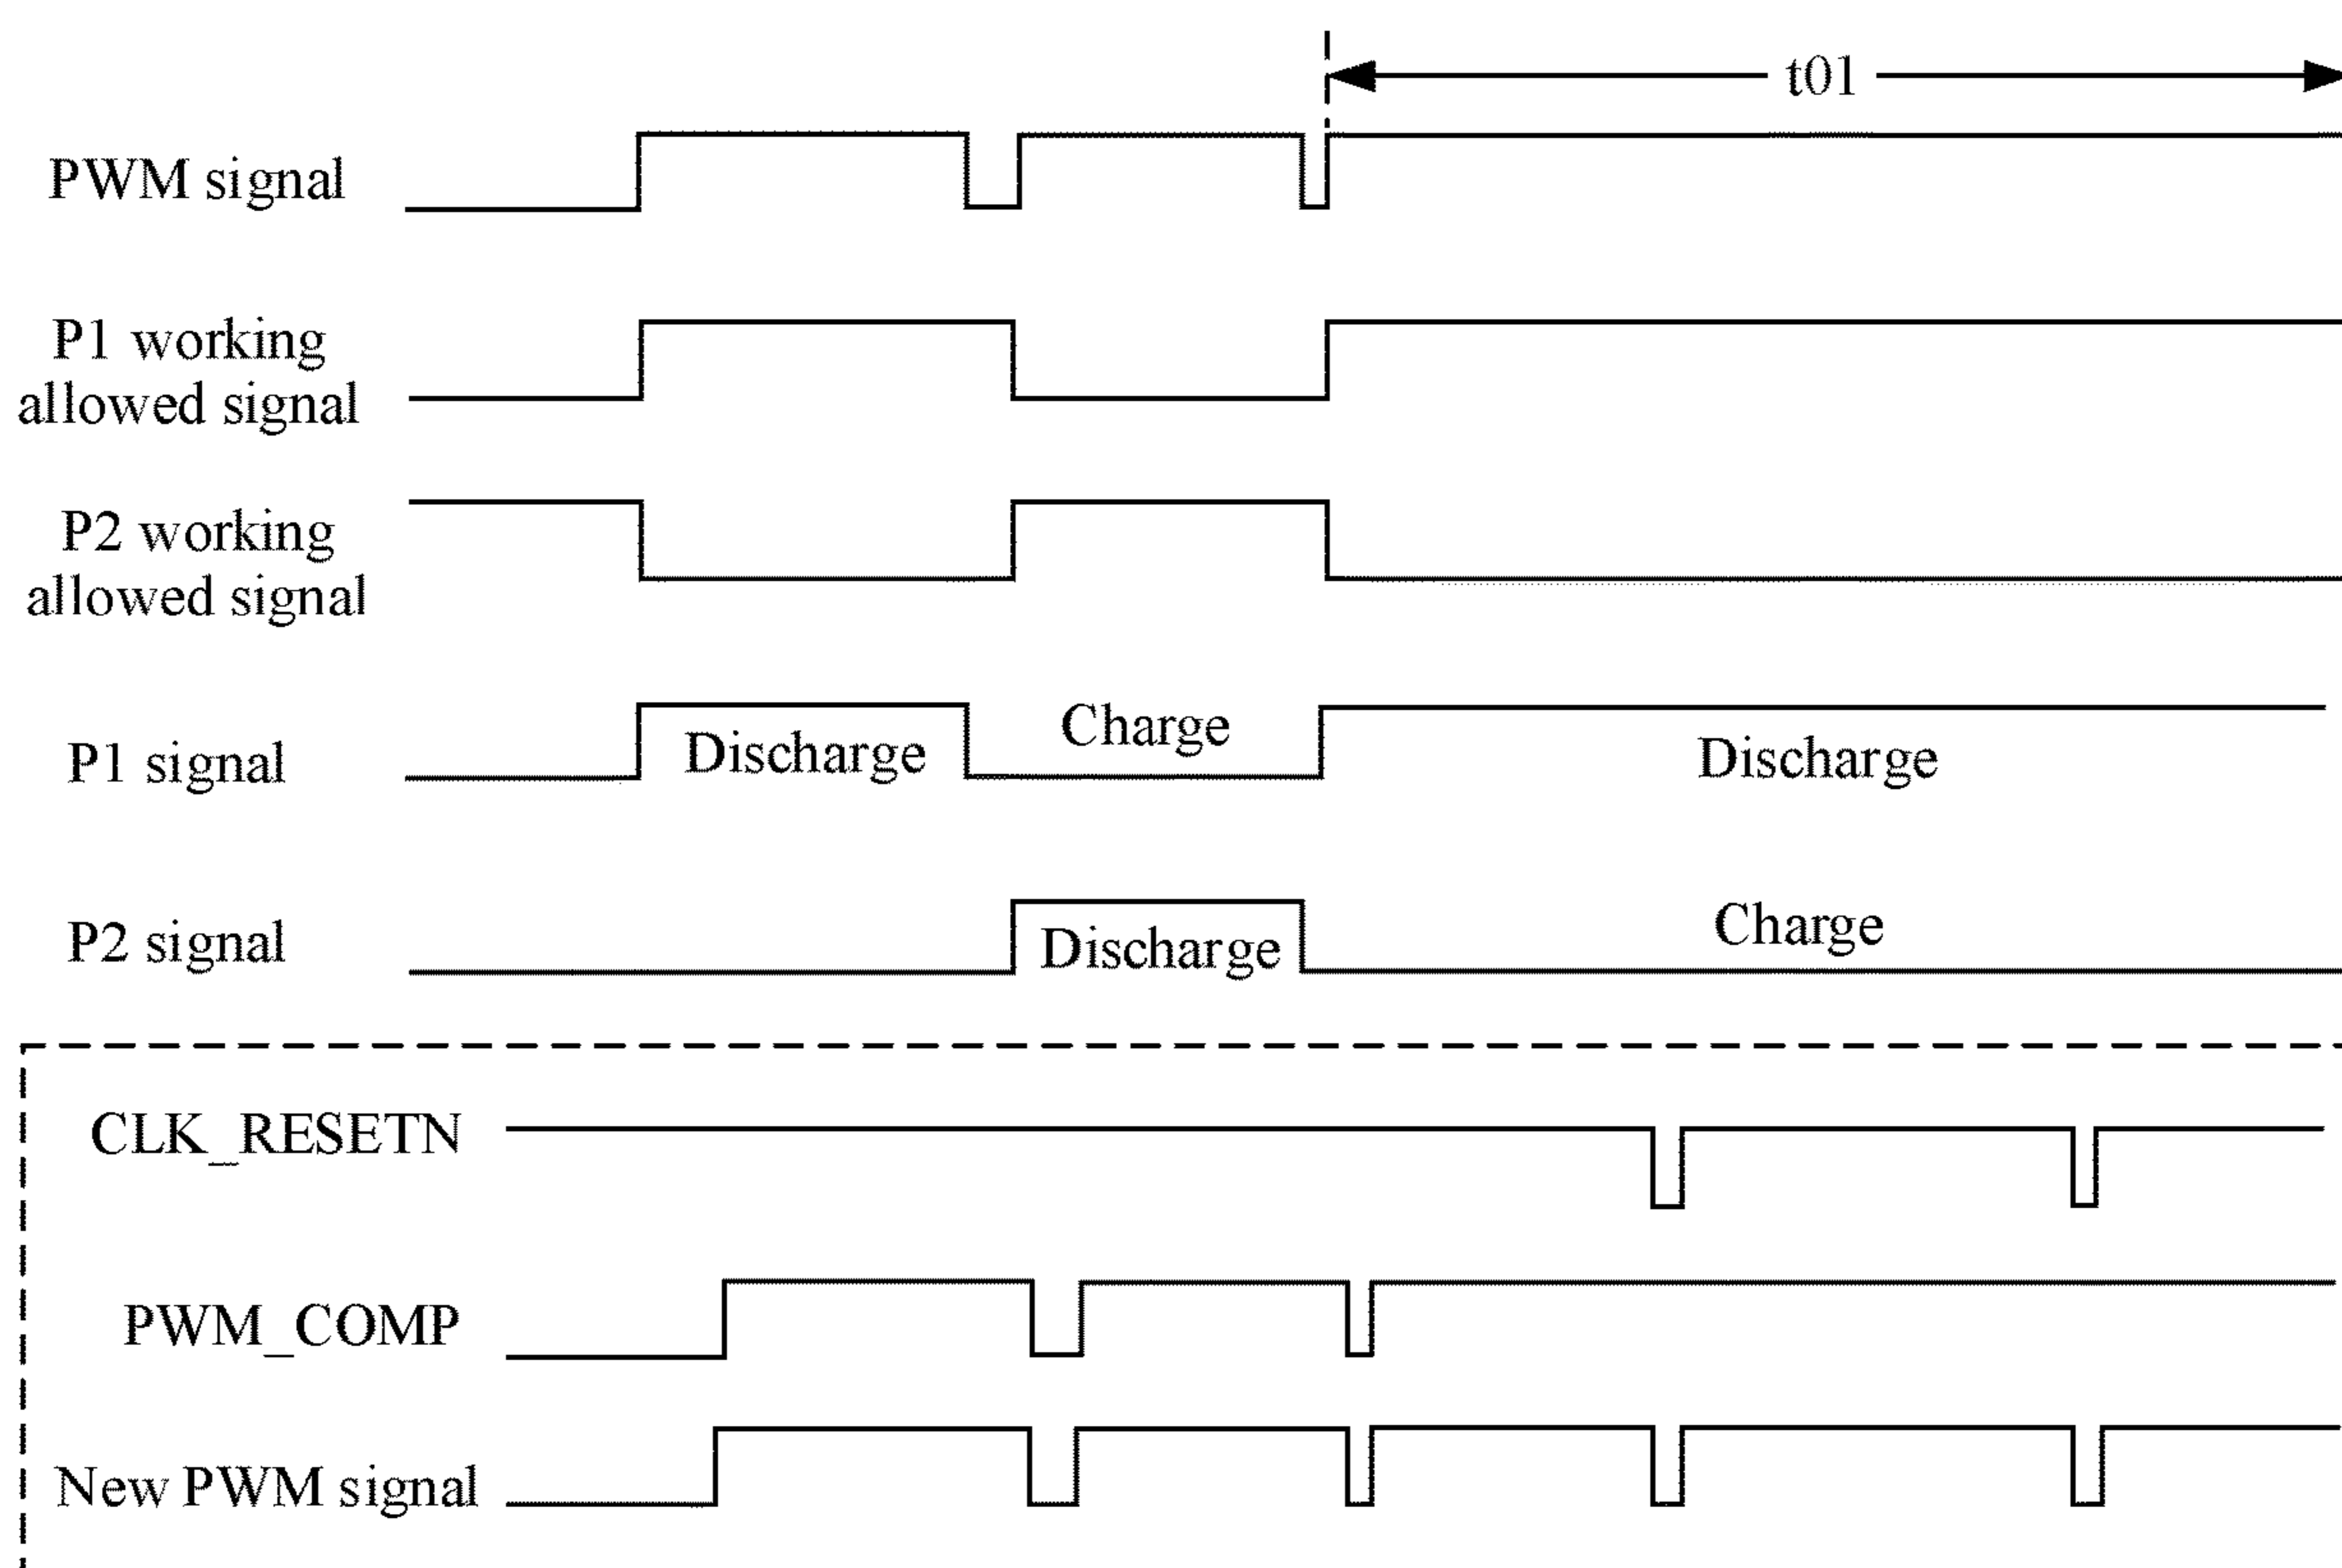 t01
PWM signal
P1 working
allowed signal
P2 working
allowed signal
P1 signal
Discharge
Charge
Discharge
P2 signal
Discharge
Charge
CLK_RESETN
PWM_COMP
New PWM signal